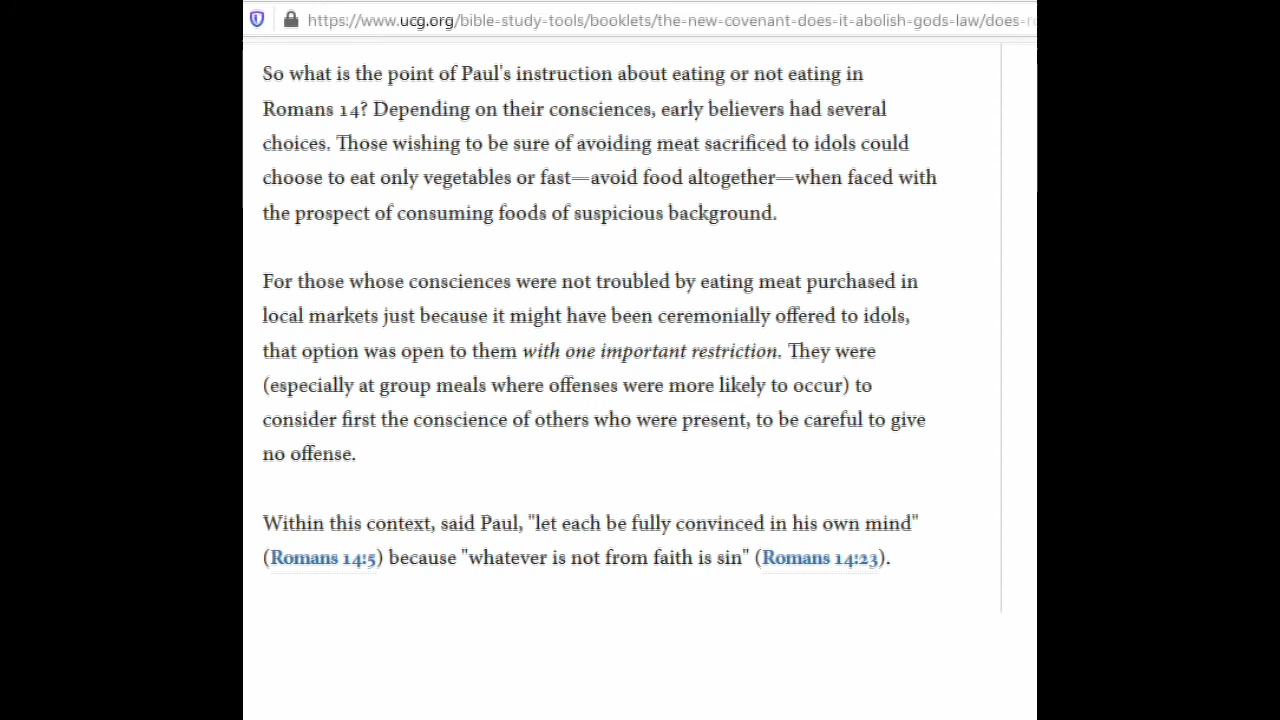 https://www.ucg.org/bible-study-tools/booklets/the-new-covenant-does-it-abolish-gods-law/does-r
So what is the point of Paul's instruction about eating or not eating in
Romans 14? Depending on their consciences, early believers had several
choices. Those wishing to be sure of avoiding meat sacrificed to idols could
choose to eat only vegetables or fast—avoid food altogether—when faced with
the prospect of consuming foods of suspicious background.
For those whose consciences were not troubled by eating meat purchased in
local markets just because it might have been ceremonially offered to idols,
that option was open to them with one important restriction. They were
(especially at group meals where offenses were more likely to occur) to
consider first the conscience of others who were present, to be careful to give
no offense.
Within this context, said Paul, "let each be fully convinced in his own mind"
(Romans 14:5) because "whatever is not from faith is sin" (Romans 14:23).